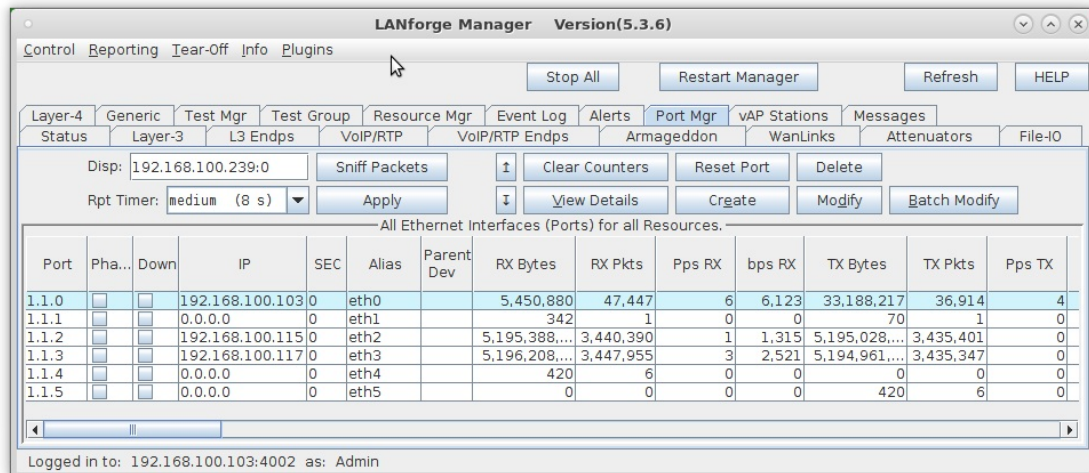 LANforge Manager Version(5.3.6)
Control Reporting Tear-Off Info Plugins
Stop All Restart Manager Refresh HELP
Layer-4 Generic Test Mgr Test Group Resource Mgr Event Log Alerts Port Mgr vAP Stations Messages
Status Layer-3 L3 Endps VoIP/RTP VoIP/RTP Endps Armageddon WanLinks Attenuators File-IO
Disp: 192.168.100.239:0 Sniff Packets ↑ Clear Counters Reset Port Delete
Rpt Timer: medium (8 s) Apply ↓ View Details Create Modify Batch Modify
All Ethernet Interfaces (Ports) for all Resources.
Port Pha... Down IP SEC Alias Parent Dev RX Bytes RX Pkts Pps RX bps RX TX Bytes TX Pkts Pps TX
1.1.0 192.168.100.103 0 eth0 5,450,880 47,447 6 6,123 33,188,217 36,914 4
1.1.1 0.0.0.0 0 eth1 342 1 0 0 70 1 0
1.1.2 192.168.100.115 0 eth2 5,195,388,... 3,440,390 1 1,315 5,195,028,... 3,435,401 0
1.1.3 192.168.100.117 0 eth3 5,196,208,... 3,447,955 3 2,521 5,194,961,... 3,435,347 0
1.1.4 0.0.0.0 0 eth4 420 6 0 0 0 0 0
1.1.5 0.0.0.0 0 eth5 0 0 0 0 420 6 0
Logged in to: 192.168.100.103:4002 as: Admin